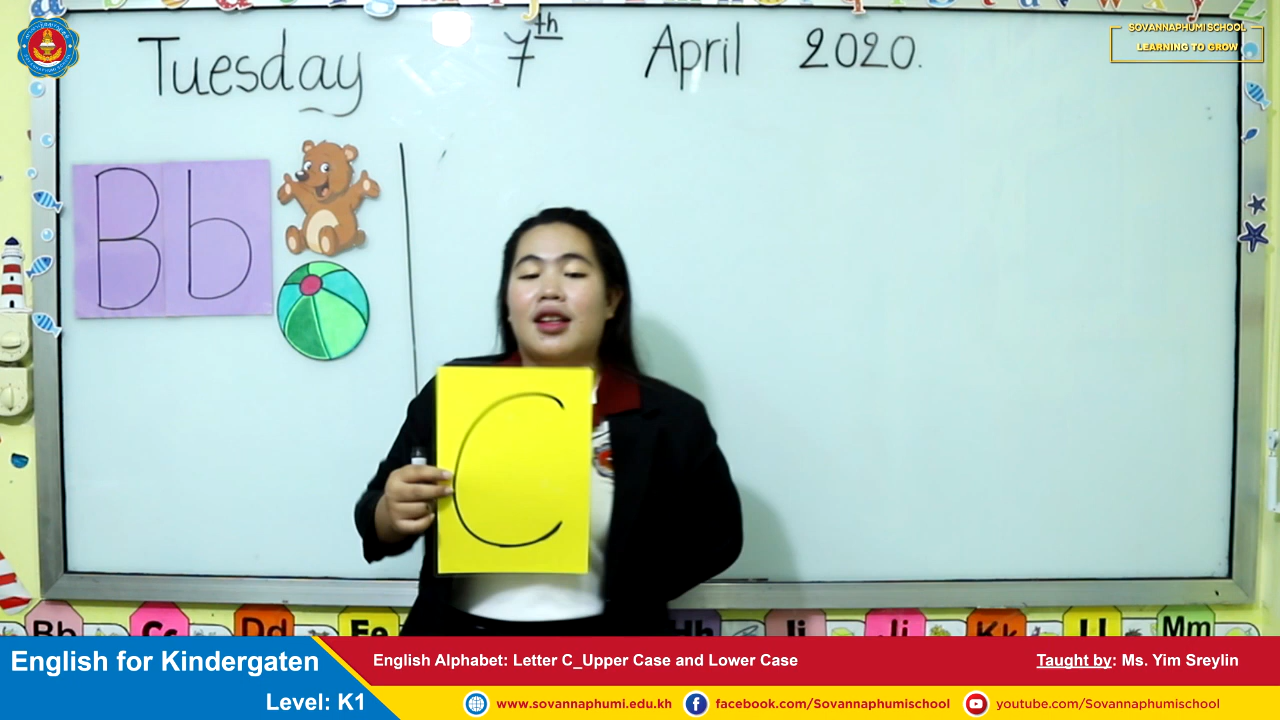 SOVANNAPHUMI SCHOOL
LEARNING TO GROW
Tuesday 7th April 2020.
Bb
C
Bb Cc Dd Ee Hh Ii Jj Kk Ll Mm
English for Kindergaten
Level: K1
English Alphabet: Letter C_Upper Case and Lower Case
Taught by: Ms. Yim Sreylin
www.sovannaphumi.edu.kh
facebook.com/Sovannaphumischool
youtube.com/Sovannaphumischool